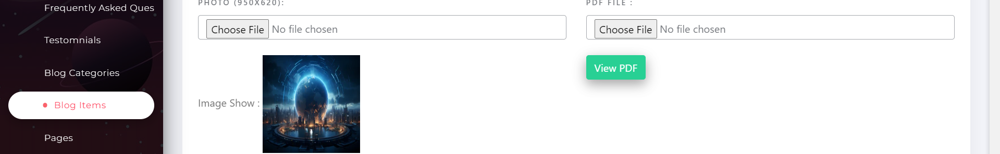 Frequently Asked Ques
Testomnials
Blog Categories
Blog Items
Pages
PHOTO (950X620):
Choose File No file chosen
Image Show :
PDF FILE :
Choose File No file chosen
View PDF